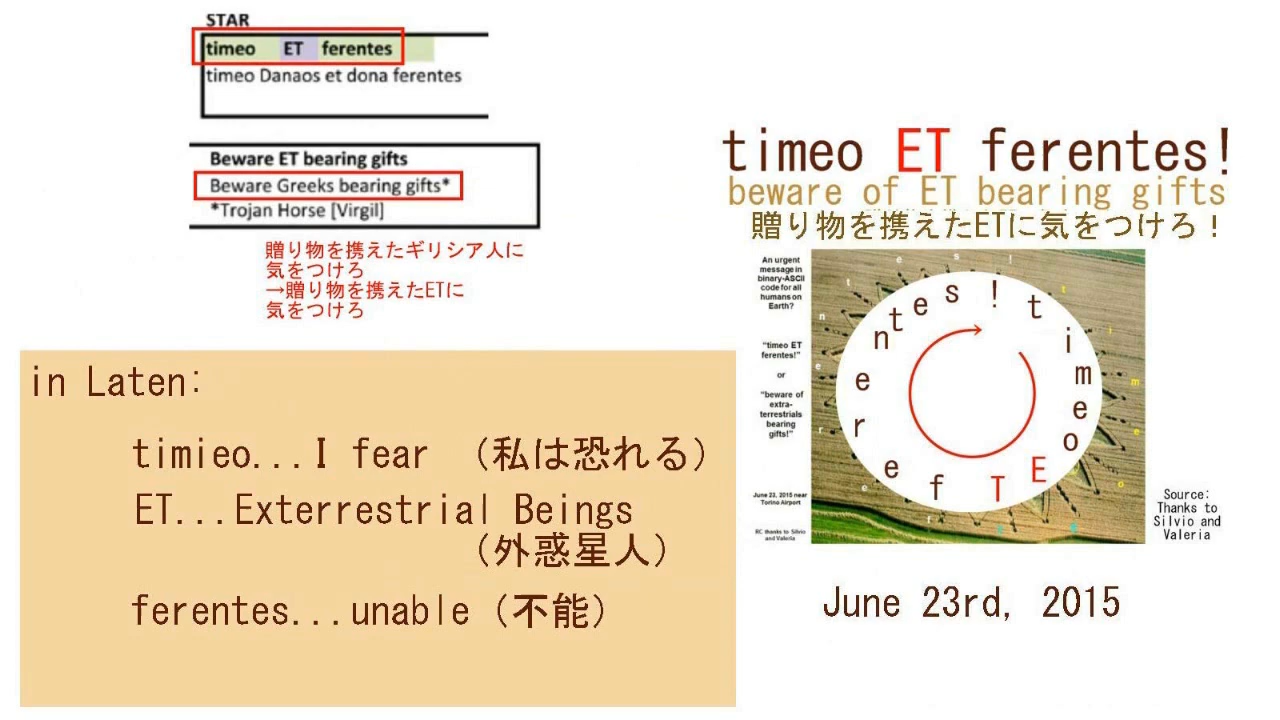 STAR
timeo ET ferentes
timeo Danaos et dona ferentes
Beware ET bearing gifts
Beware Greeks bearing gifts*
*Trojan Horse [Virgil]
贈り物を携えたギリシア人に
気をつけろ
→贈り物を携えたETに
気をつけろ
in Laten:
timieo...I fear (私は恐れる)
ET...Exterrestrial Beings
(外惑星人)
ferentes...unable (不能)
timeo ET ferentes!
beware of ET bearing gifts
贈り物を携えたETに気をつけろ！
An urgent
message in
binary-ASCII
code for all
humans on
Earth?
"timeo ET
ferentes!"
or
"beware of
extra-
terrestrials
bearing
gifts!"
June 23, 2015 near
Torino Airport
RC thanks to Silvio
and Valeria
t i m e o E T f e r e n t e s !
t i m e o E T f e r e n t e s !
Source:
Thanks to
Silvio and
Valeria
June 23rd, 2015